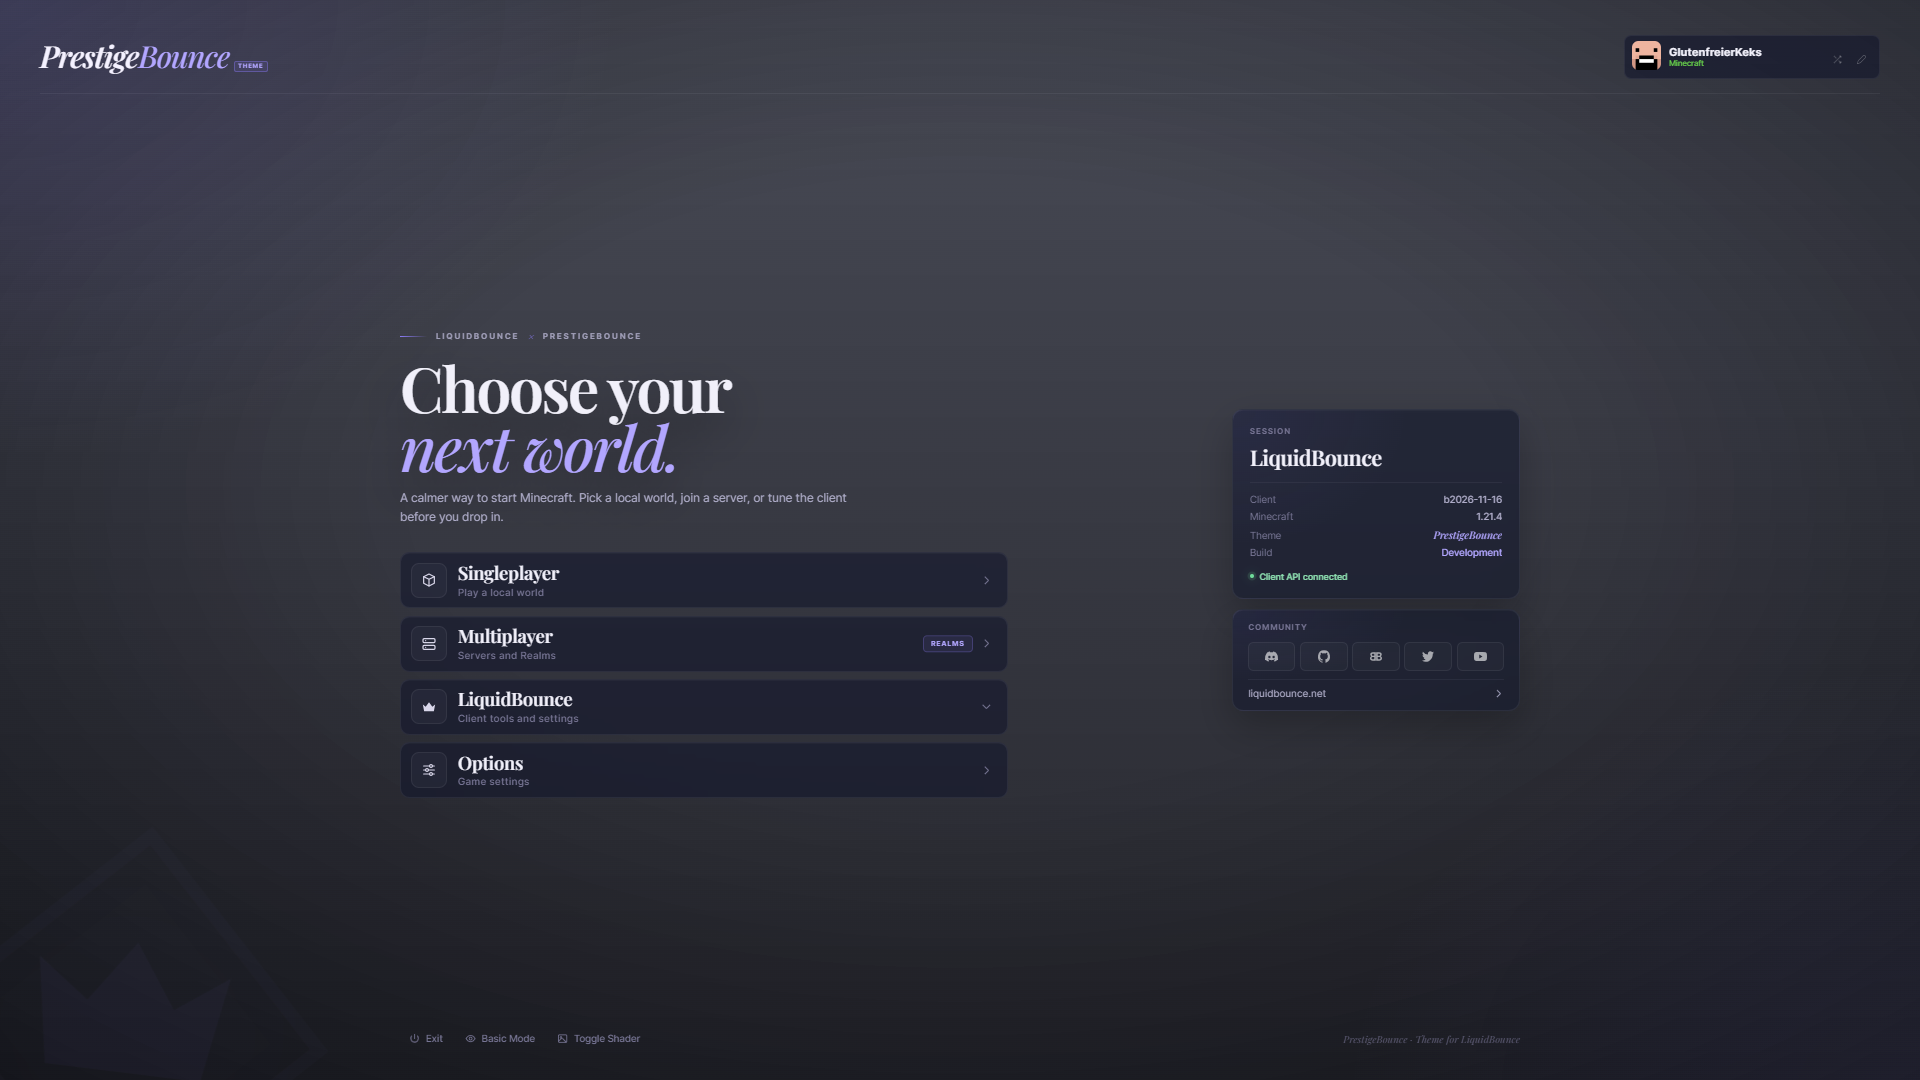 PrestigeBounce THEME
GlutenfreierKeks
Minecraft
LIQUIDBOUNCE × PRESTIGEBOUNCE
Choose your
next world.
A calmer way to start Minecraft. Pick a local world, join a server, or tune the client
before you drop in.
Singleplayer
Play a local world
Multiplayer
Servers and Realms
REALMS
LiquidBounce
Client tools and settings
Options
Game settings
SESSION
LiquidBounce
Client b2026-11-16
Minecraft 1.21.4
Theme PrestigeBounce
Build Development
Client API connected
COMMUNITY
liquidbounce.net
Exit Basic Mode Toggle Shader
PrestigeBounce - Theme for LiquidBounce